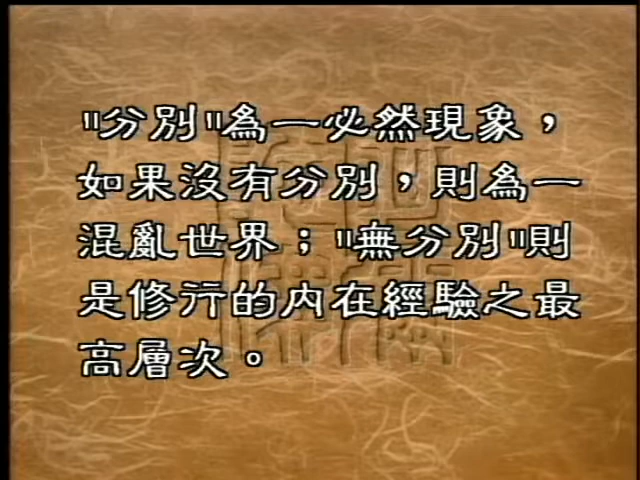 "分別"為一必然現象，
如果沒有分別，則為一
混亂世界；"無分別"則
是修行的內在經驗之最
高層次。